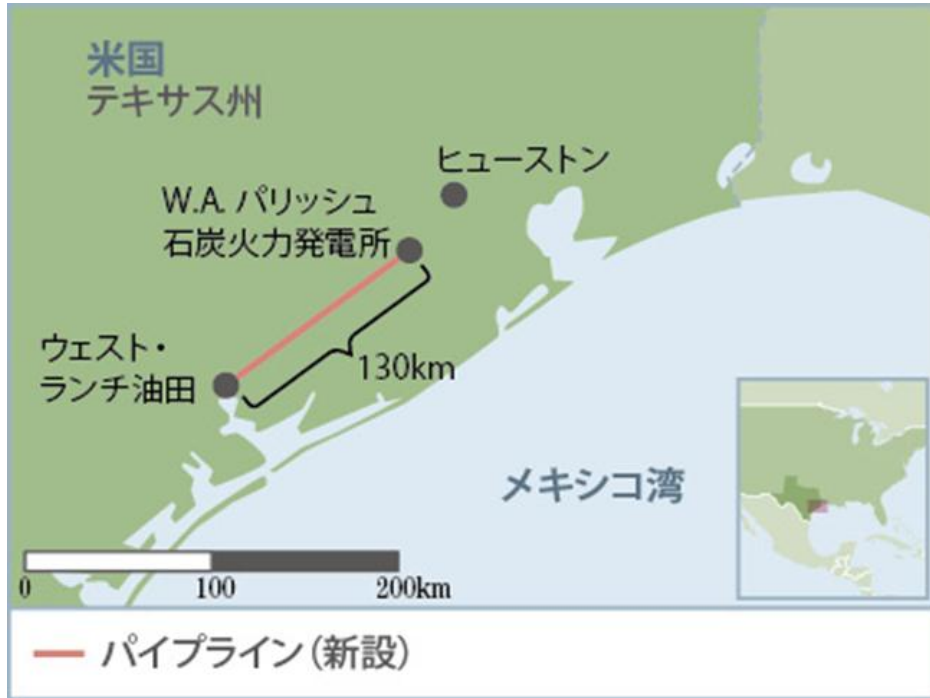 米国
テキサス州
ヒューストン
W.A. パリッシュ
石炭火力発電所
ウェスト・
ランチ油田
130km
メキシコ湾
0 100 200km
パイプライン(新設)